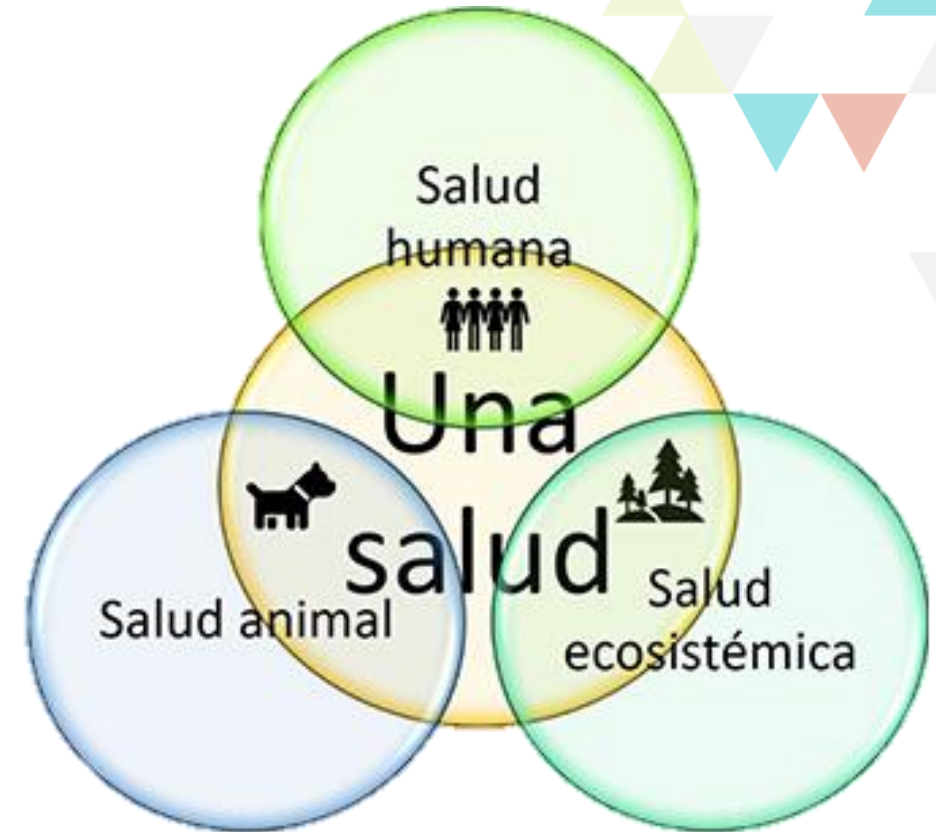 Salud
humana
Una
salud
Salud animal
Salud
ecosistémica